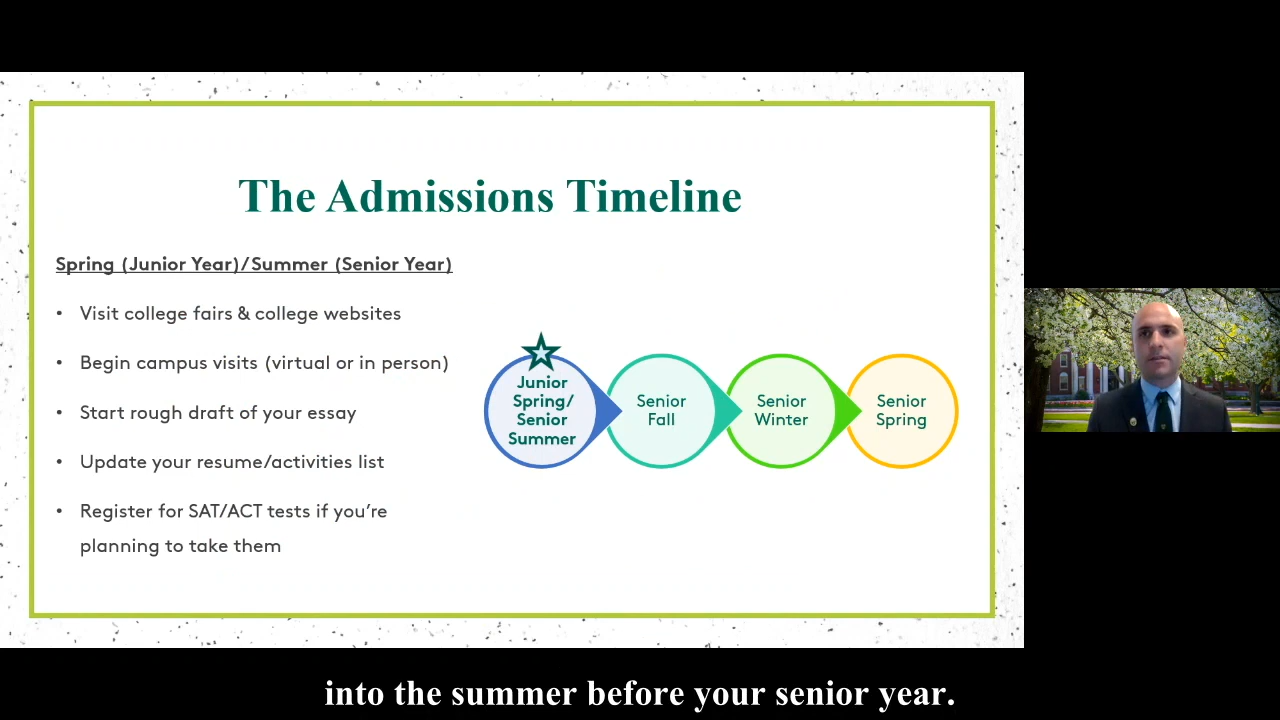 The Admissions Timeline
Spring (Junior Year)/Summer (Senior Year)
• Visit college fairs & college websites
• Begin campus visits (virtual or in person)
• Start rough draft of your essay
• Update your resume/activities list
• Register for SAT/ACT tests if you're
planning to take them
Junior
Spring/
Senior
Summer
Senior
Fall
Senior
Winter
Senior
Spring
into the summer before your senior year.